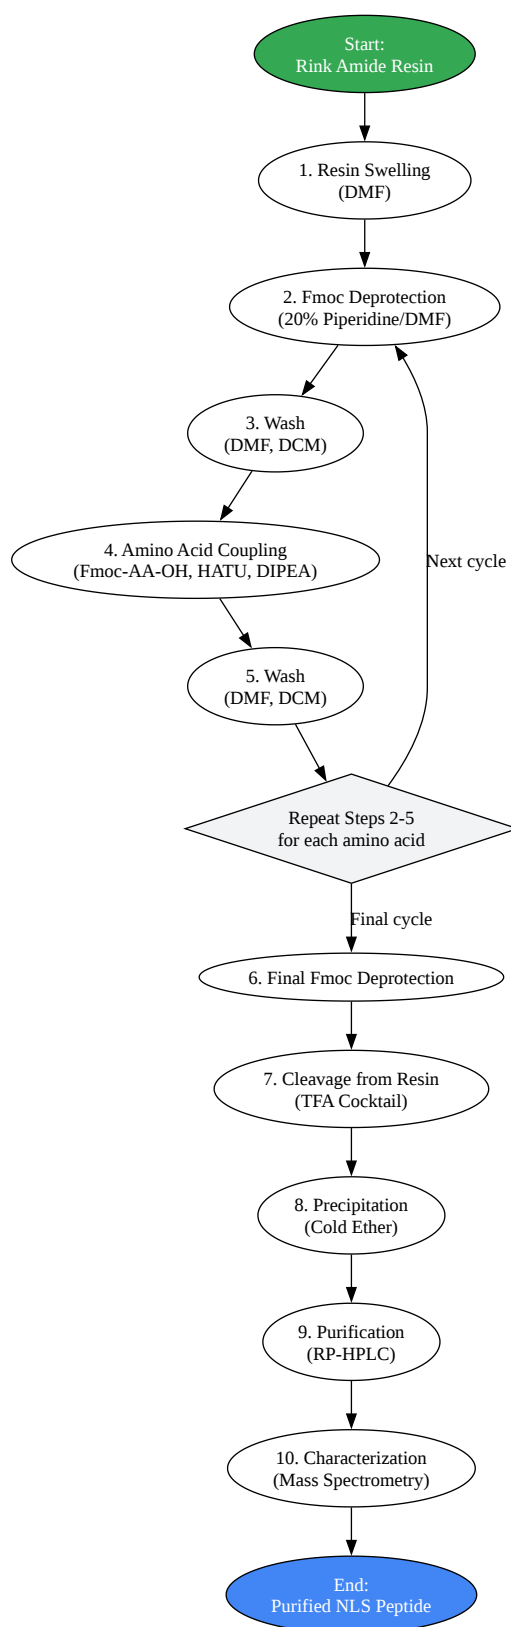 Start:
Rink Amide Resin
1. Resin Swelling
(DMF)
2. Fmoc Deprotection
(20% Piperidine/DMF)
3. Wash
(DMF, DCM)
4. Amino Acid Coupling
(Fmoc-AA-OH, HATU, DIPEA)
Next cycle
5. Wash
(DMF, DCM)
Repeat Steps 2-5
for each amino acid
Final cycle
6. Final Fmoc Deprotection
7. Cleavage from Resin
(TFA Cocktail)
8. Precipitation
(Cold Ether)
9. Purification
(RP-HPLC)
10. Characterization
(Mass Spectrometry)
End:
Purified NLS Peptide